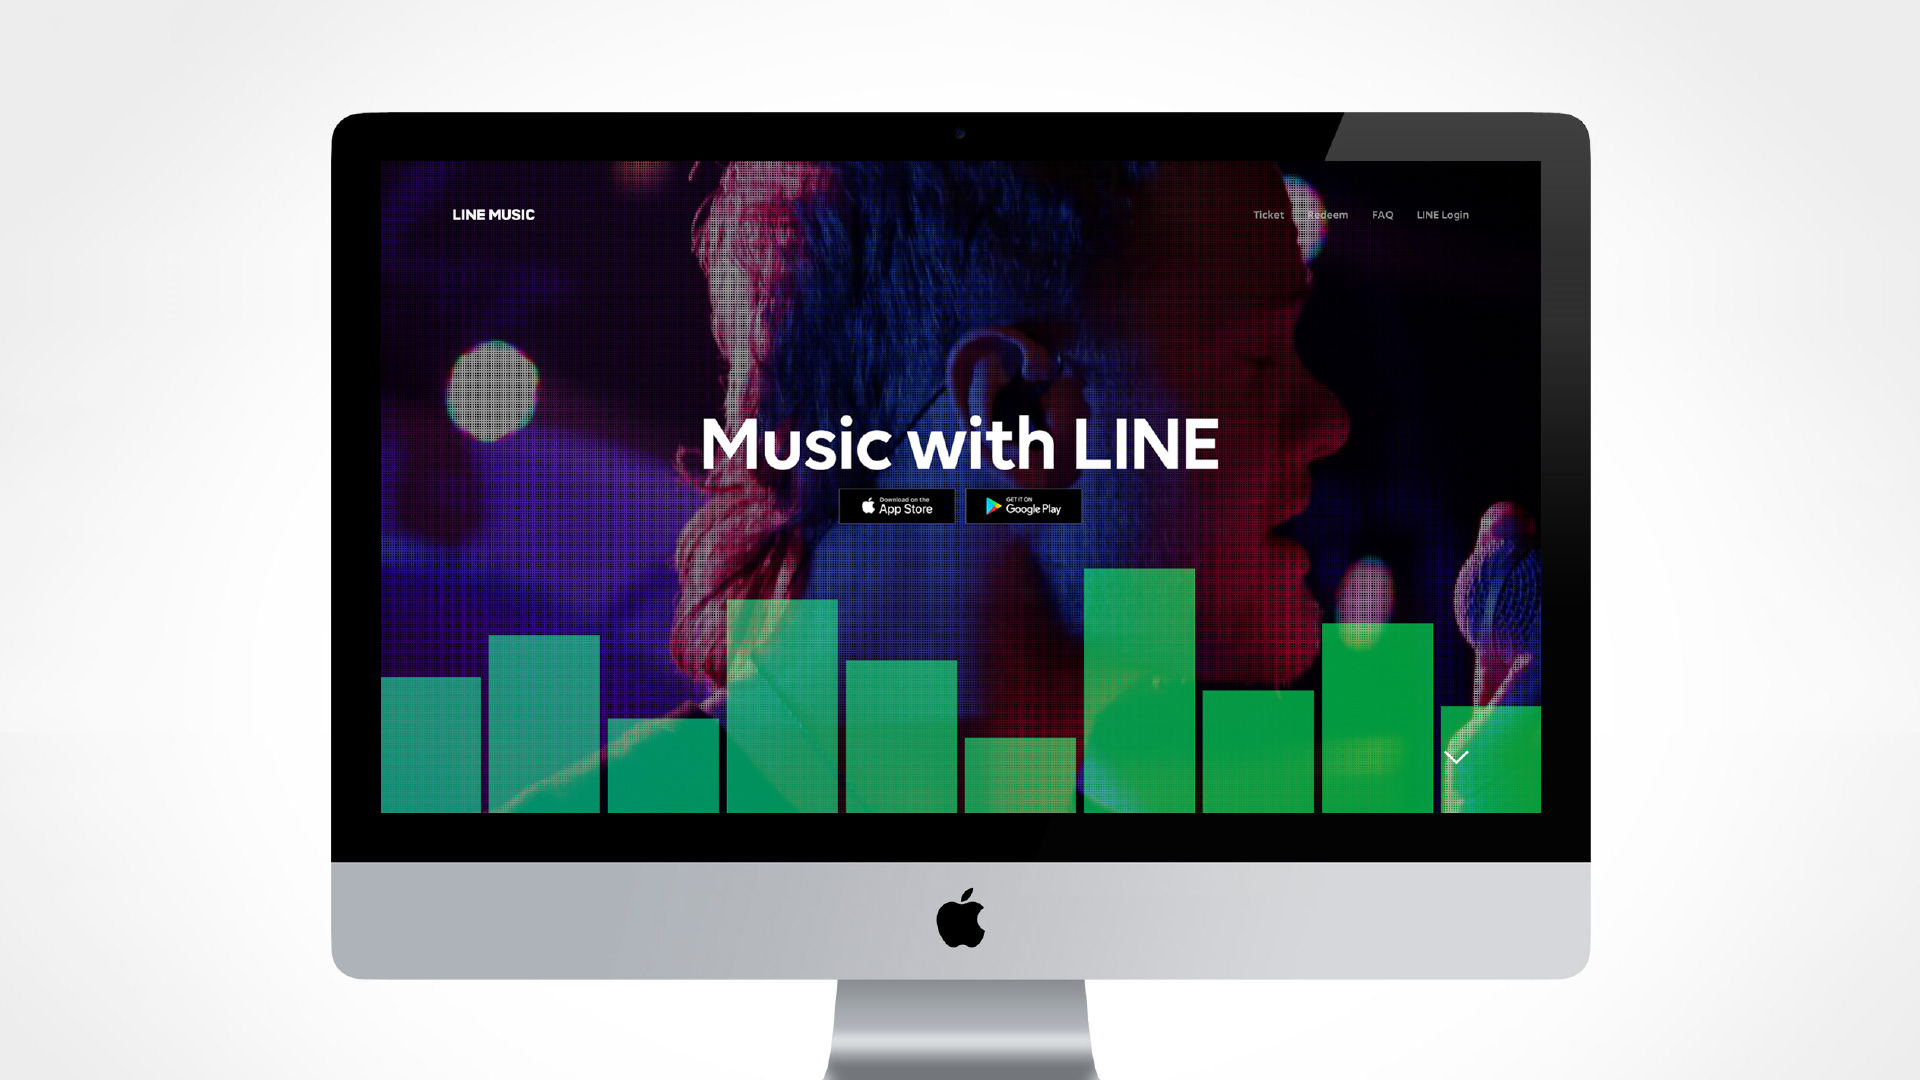 LINE MUSIC
Ticket Redeem FAQ LINE Login
Music with LINE
Download on the
App Store
GET IT ON
Google Play